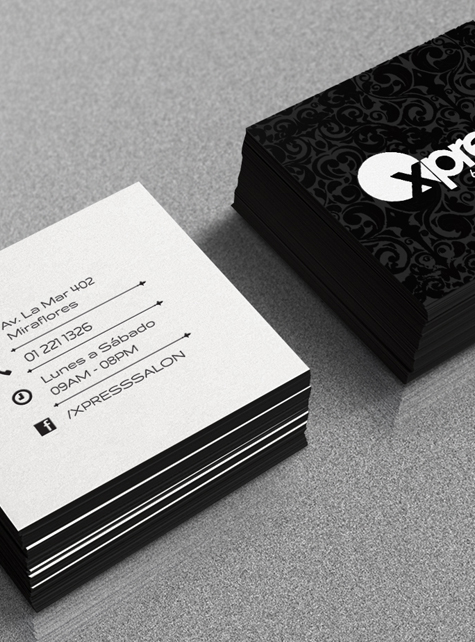 Av. La Mar 402
Miraflores
01 221 1326
Lunes a Sábado
09AM - 08PM
/XPRESSSALON
xpre